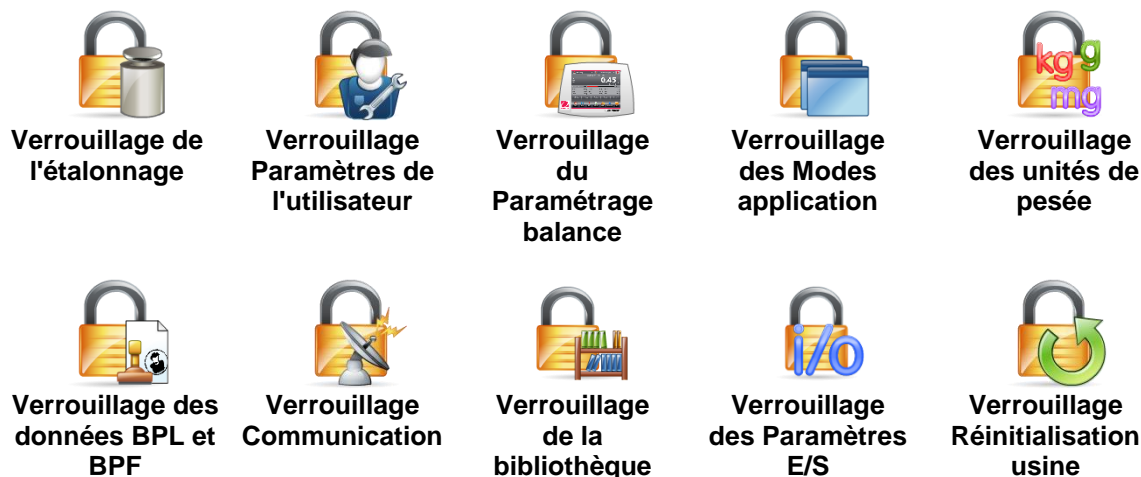 kg g
mg
0.45
Verrouillage de
l'étalonnage
Verrouillage
Paramètres de
l'utilisateur
Verrouillage
du
Paramétrage
balance
Verrouillage
des Modes
application
Verrouillage
des unités de
pesée
i/o
Verrouillage des
données BPL et
BPF
Verrouillage
Communication
Verrouillage
de la
bibliothèque
Verrouillage
des Paramètres
E/S
Verrouillage
Réinitialisation
usine